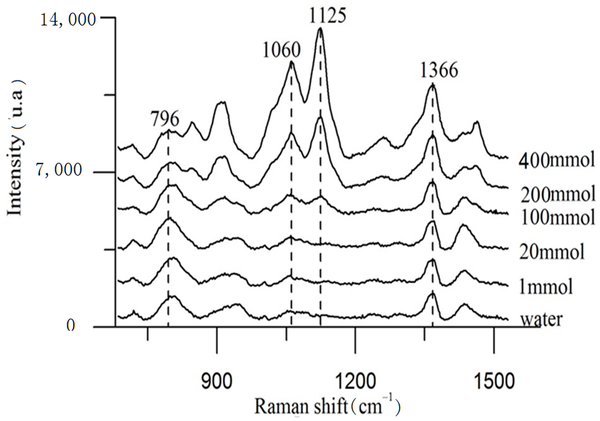 14,000
1125
1060
1366
796
Intensity(u.a)
400mmol
7,000
200mmol
100mmol
20mmol
1mmol
0
water
900 1200 1500
Raman shift(cm⁻¹)